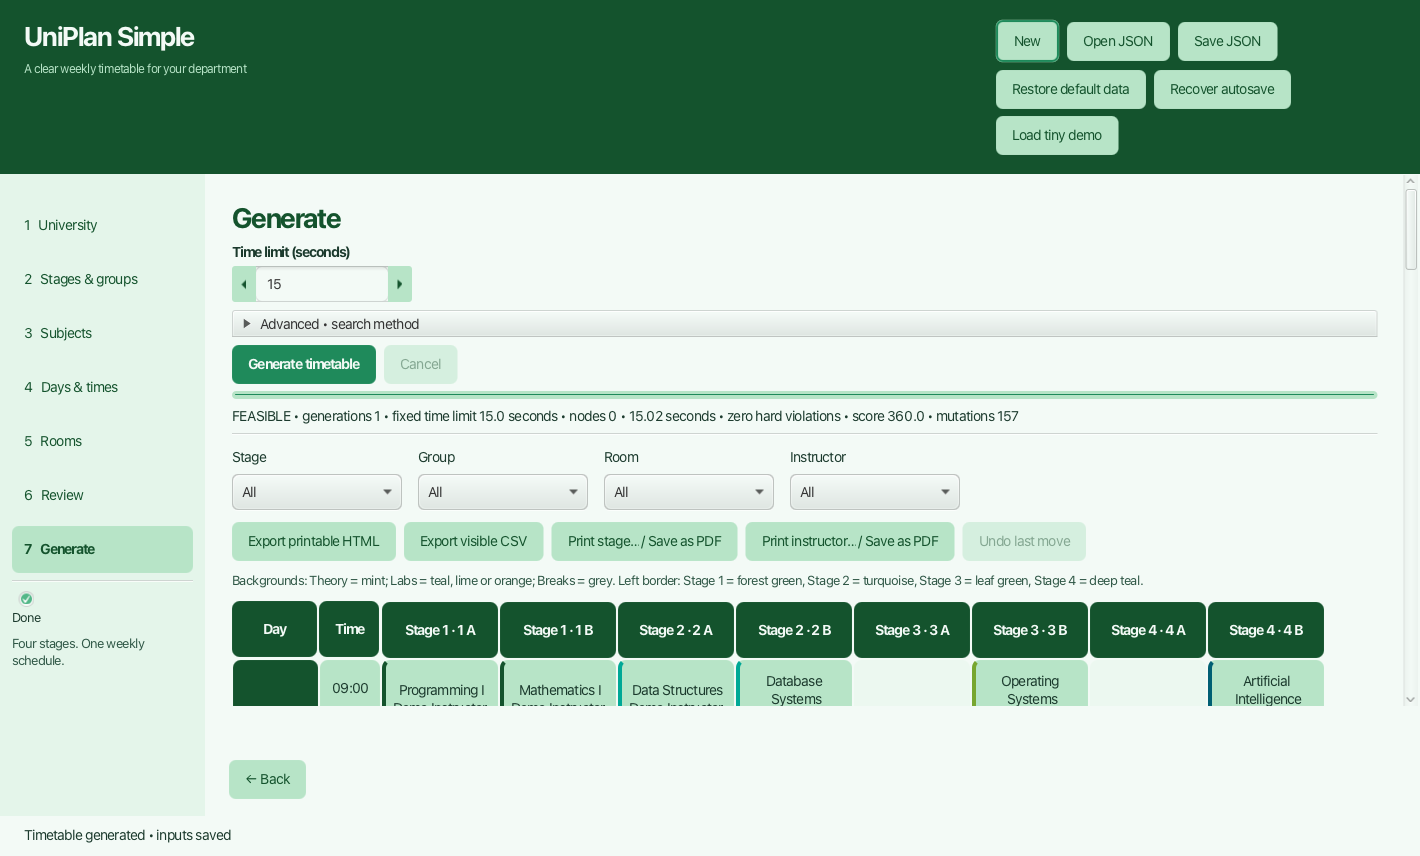 UniPlan Simple
A clear weekly timetable for your department
New
Open JSON
Save JSON
Restore default data
Recover autosave
Load tiny demo
1 University
2 Stages & groups
3 Subjects
4 Days & times
5 Rooms
6 Review
7 Generate
Done
Four stages. One weekly
schedule.
Generate
Time limit (seconds)
15
Advanced • search method
Generate timetable
Cancel
FEASIBLE • generations 1 • fixed time limit 15.0 seconds • nodes 0 • 15.02 seconds • zero hard violations • score 360.0 • mutations 157
Stage
Group
Room
Instructor
All
All
All
All
Export printable HTML
Export visible CSV
Print stage… / Save as PDF
Print instructor… / Save as PDF
Undo last move
Backgrounds: Theory = mint; Labs = teal, lime or orange; Breaks = grey. Left border: Stage 1 = forest green, Stage 2 = turquoise, Stage 3 = leaf green, Stage 4 = deep teal.
Day
Time
Stage 1 · 1 A
Stage 1 · 1 B
Stage 2 · 2 A
Stage 2 · 2 B
Stage 3 · 3 A
Stage 3 · 3 B
Stage 4 · 4 A
Stage 4 · 4 B
09:00
Programming I
Demo Instructor
Mathematics I
Demo Instructor
Data Structures
Demo Instructor
Database
Systems
Operating
Systems
Artificial
Intelligence
← Back
Timetable generated • inputs saved